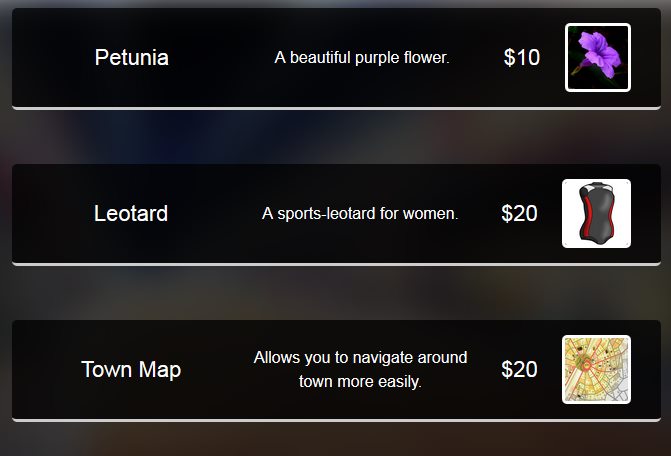 Petunia
A beautiful purple flower.
$10
Leotard
A sports-leotard for women.
$20
Town Map
Allows you to navigate around
town more easily.
$20